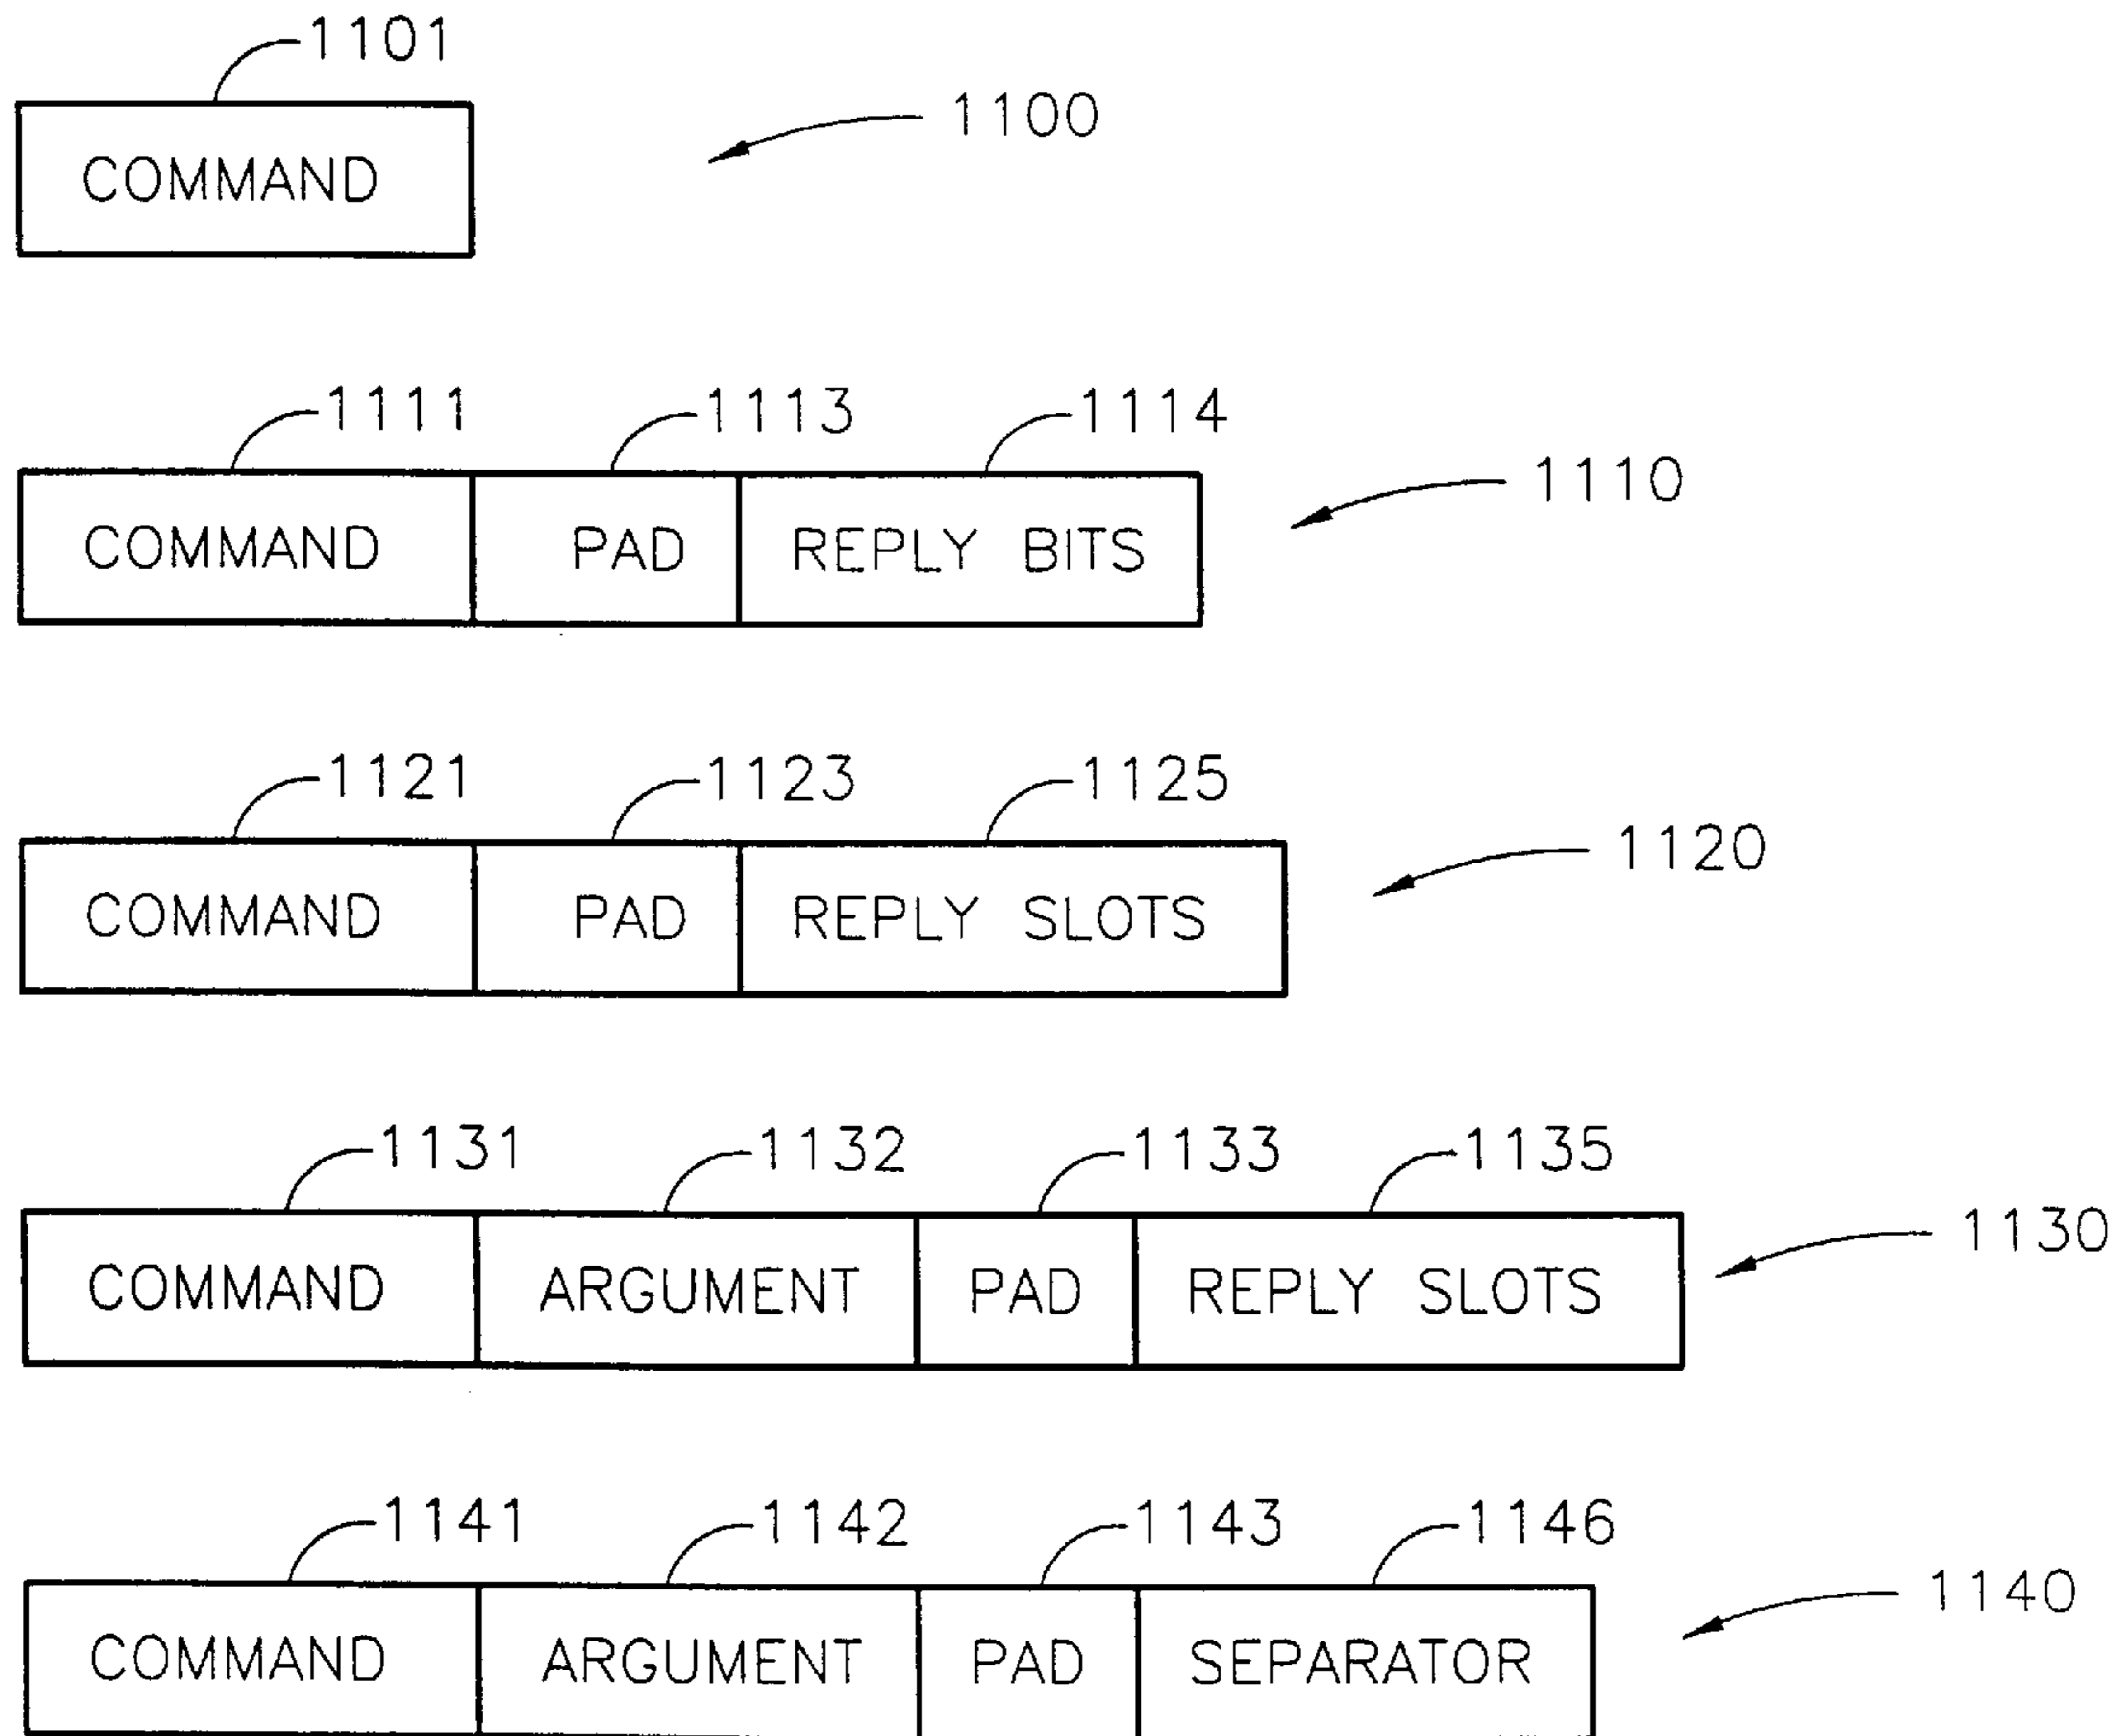 1101
1100
COMMAND
1111 1113 1114
1110
COMMAND PAD REPLY BITS
1121 1123 1125
1120
COMMAND PAD REPLY SLOTS
1131 1132 1133 1135
1130
COMMAND ARGUMENT PAD REPLY SLOTS
1141 1142 1143 1146
1140
COMMAND ARGUMENT PAD SEPARATOR